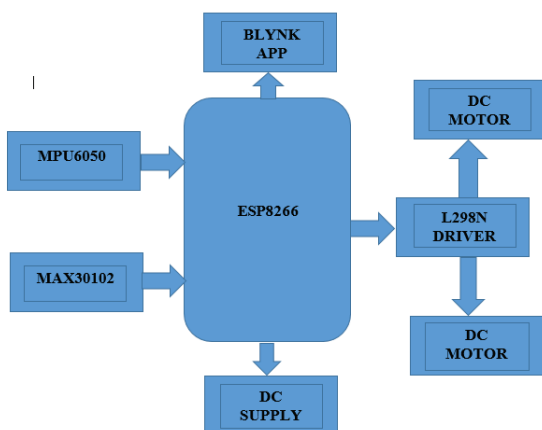 BLYNK
APP
DC
MOTOR
MPU6050
ESP8266
L298N
DRIVER
MAX30102
DC
MOTOR
DC
SUPPLY